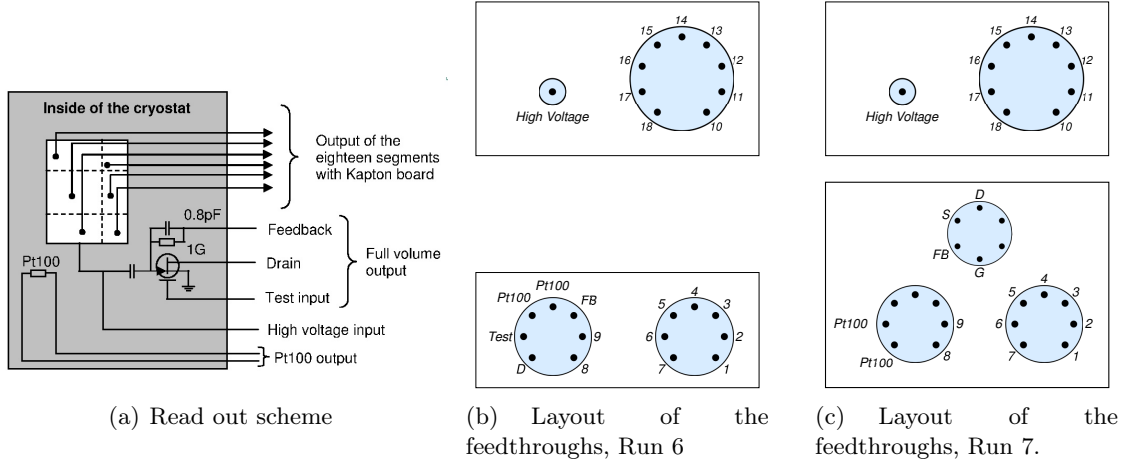 Inside of the cryostat
Output of the
eighteen segments
with Kapton board
0.8pF
Feedback
1G
Drain
Full volume
output
Pt100
Test input
High voltage input
Pt100 output
(a) Read out scheme
14
15
13
16
12
17
11
18
10
High Voltage
Pt100
Pt100
FB
Test
9
D
8
4
5
3
6
2
7
1
(b) Layout of the
feedthroughs, Run 6
14
15
13
16
12
17
11
18
10
High Voltage
D
S
FB
G
Pt100
9
Pt100
8
4
5
3
6
2
7
1
(c) Layout of the
feedthroughs, Run 7.